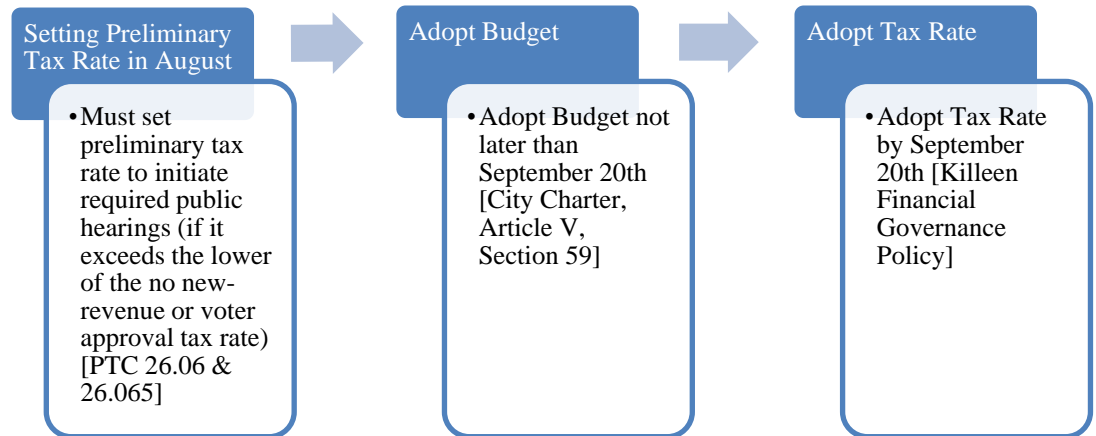 Setting Preliminary
Tax Rate in August
•Must set
preliminary tax
rate to initiate
required public
hearings (if it
exceeds the lower
of the no new-
revenue or voter
approval tax rate)
[PTC 26.06 &
26.065]
Adopt Budget
•Adopt Budget not
later than
September 20th
[City Charter,
Article V,
Section 59]
Adopt Tax Rate
•Adopt Tax Rate
by September
20th [Killeen
Financial
Governance
Policy]